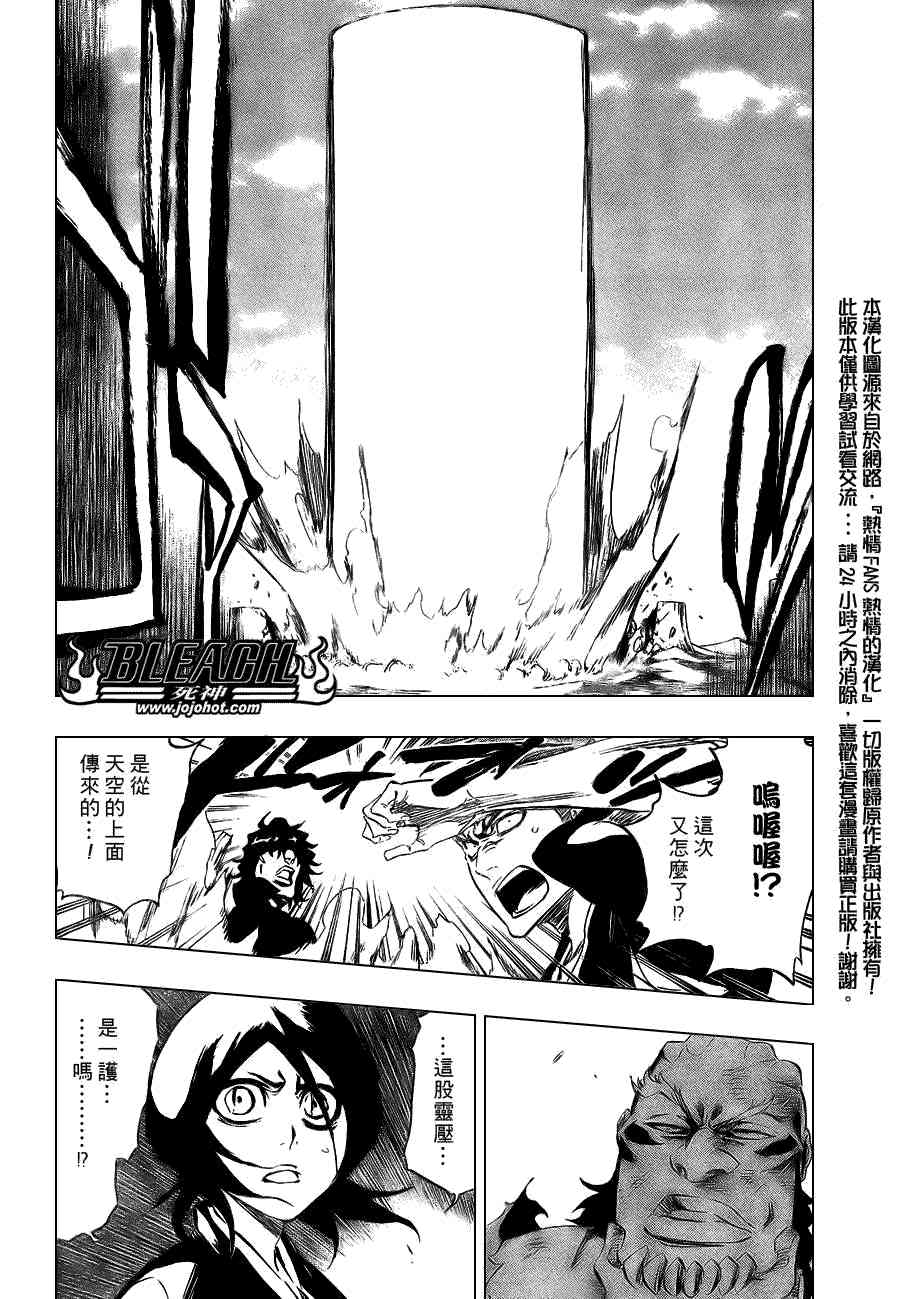 本漢化圖源來自於網路，『熱情FANS熱情的漢化』一切版權歸原作者與出版社擁有！
此版本僅供學習試看交流… 請24小時之內消除，喜歡這套漫畫請購買正版！謝謝。
BLEACH
死神
www.jojohot.com
嗚喔喔!?
這次
又怎麼了!?
是從
天空的上面
傳來的…！
…這股靈壓…
…是一護…
嗎………!?